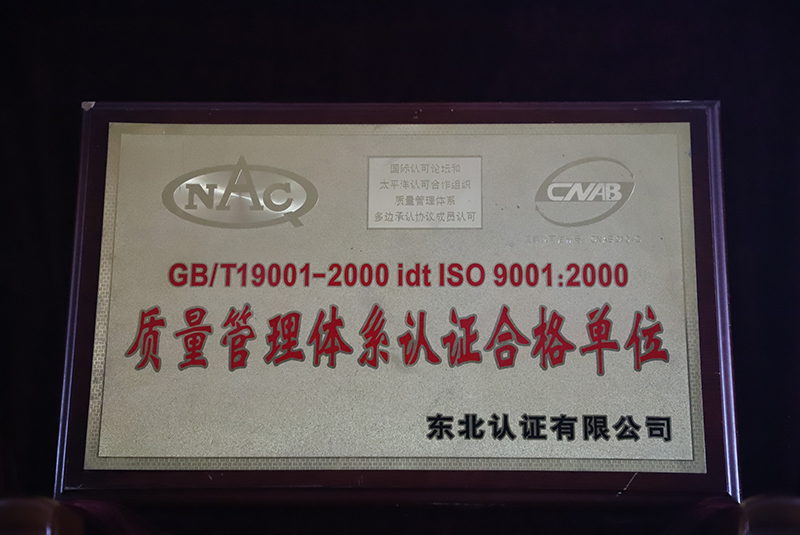 NAC
国际认可论坛和
太平洋认可合作组织
质量管理体系
多边承认协议成员认可
CNAB
GB/T19001-2000 idt ISO 9001:2000
质量管理体系认证合格单位
东北认证有限公司